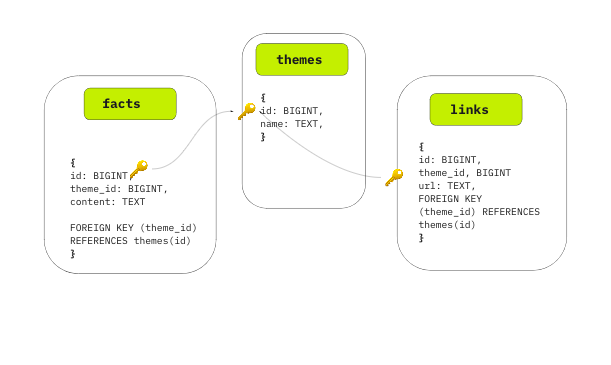 facts
{
id: BIGINT,
theme_id: BIGINT,
content: TEXT
FOREIGN KEY (theme_id)
REFERENCES themes(id)
}
themes
{
id: BIGINT,
name: TEXT,
}
links
{
id: BIGINT,
theme_id, BIGINT
url: TEXT,
FOREIGN KEY
(theme_id) REFERENCES
themes(id)
}